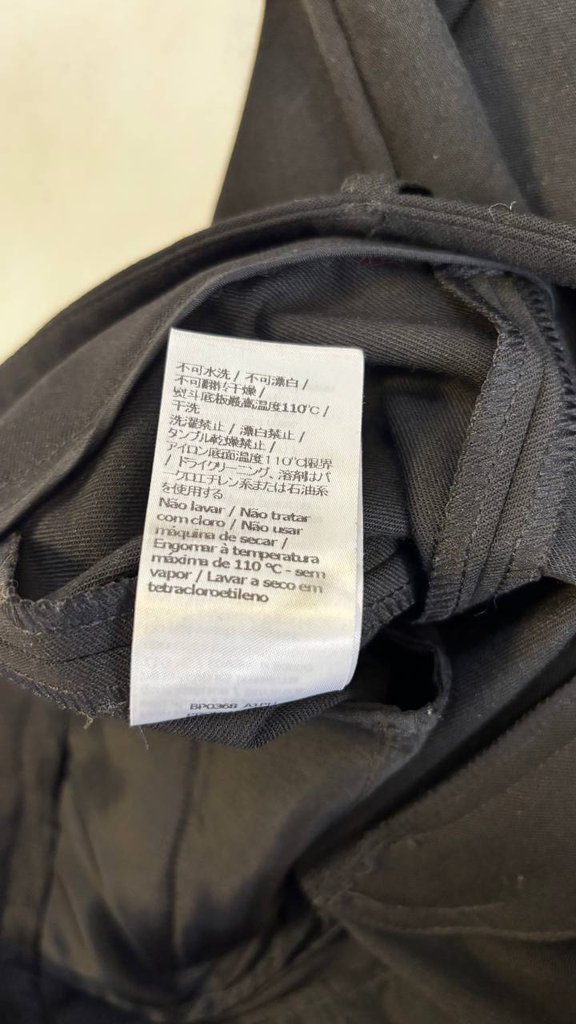 不可水洗 / 不可漂白 /
不可翻转干燥 /
熨斗底板最高温度110°C /
干洗
洗濯禁止 / 漂白禁止 /
タンブル乾燥禁止 /
アイロン底面温度110°C限界
/ ドライクリーニング、溶剤はパ
ークロエチレン系または石油系
を使用する
Não lavar / Não tratar
com cloro / Não usar
máquina de secar /
Engomar à temperatura
máxima de 110 °C - sem
vapor / Lavar a seco em
tetracloroetileno
BP0368